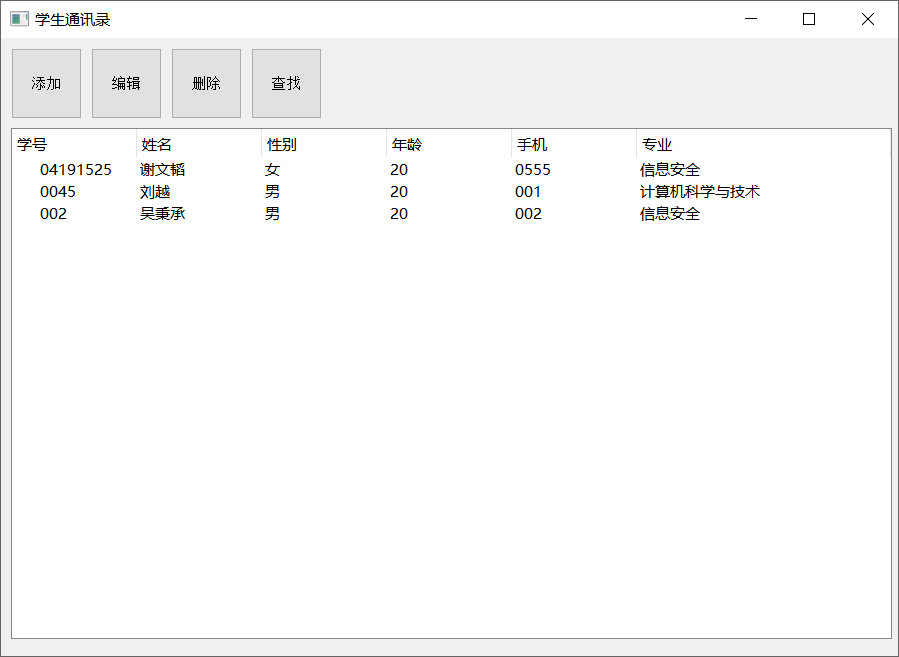 学生通讯录
添加 编辑 删除 查找
学号 姓名 性别 年龄 手机 专业
04191525 谢文韬 女 20 0555 信息安全
0045 刘越 男 20 001 计算机科学与技术
002 吴秉承 男 20 002 信息安全